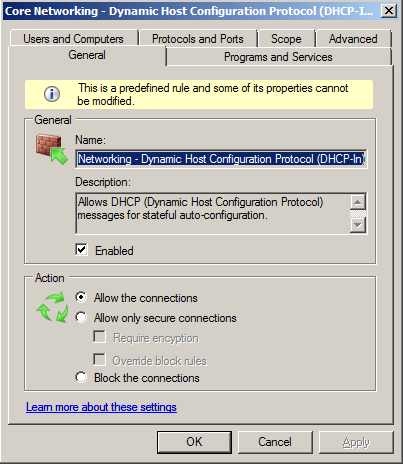 Core Networking - Dynamic Host Configuration Protocol (DHCP-I...
Users and Computers Protocols and Ports Scope Advanced
General Programs and Services
This is a predefined rule and some of its properties cannot
be modified.
General
Name:
Networking - Dynamic Host Configuration Protocol (DHCP-In)
Description:
Allows DHCP (Dynamic Host Configuration Protocol)
messages for stateful auto-configuration.
Enabled
Action
Allow the connections
Allow only secure connections
Require encyption
Override block rules
Block the connections
Learn more about these settings
OK Cancel Apply